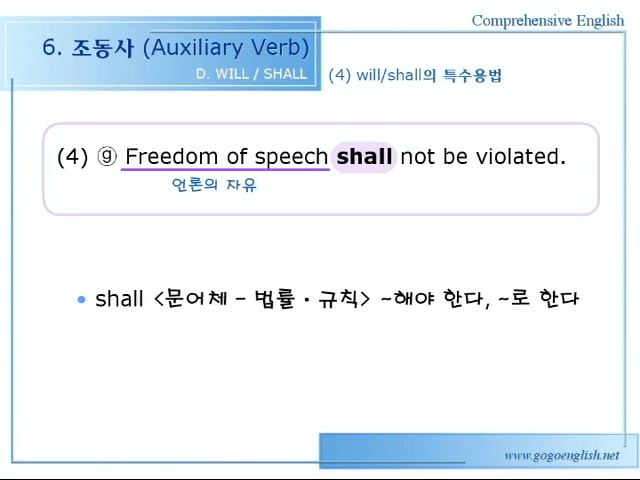 Comprehensive English
6. 조동사 (Auxiliary Verb)
D. WILL / SHALL
(4) will/shall의 특수용법
(4) ⓖ Freedom of speech shall not be violated.
언론의 자유
• shall <문어체 - 법률·규칙> ~해야 한다, ~로 한다
www.gogoenglish.net